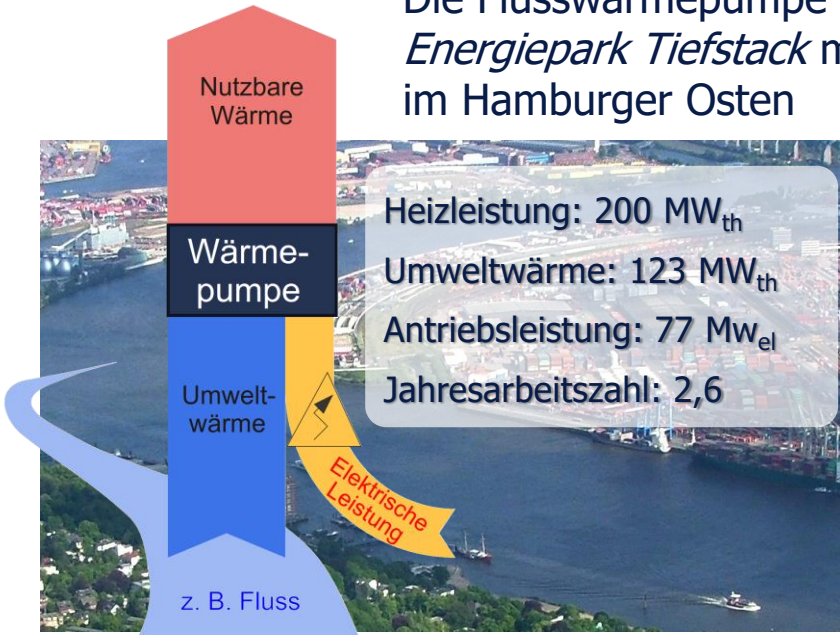 Die Flusswärmepumpe
Energiepark Tiefstack
im Hamburger Osten
Nutzbare
Wärme
Wärme-
pumpe
Umwelt-
wärme
Elektrische
Leistung
z. B. Fluss
Heizleistung: 200 MWth
Umweltwärme: 123 MWth
Antriebsleistung: 77 Mwel
Jahresarbeitszahl: 2,6